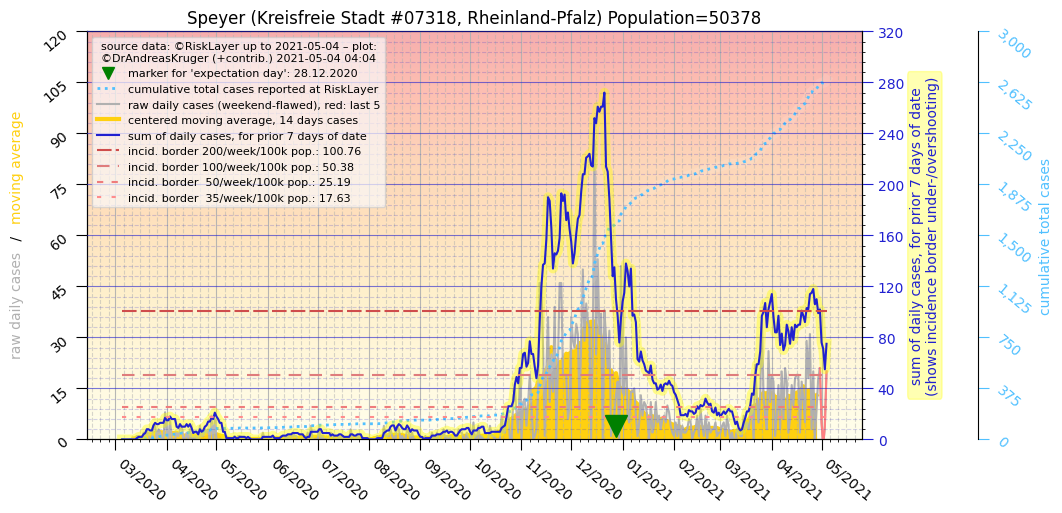 Speyer (Kreisfreie Stadt #07318, Rheinland-Pfalz) Population=50378
source data: ©RiskLayer up to 2021-05-04 – plot:
©DrAndreasKruger (+contrib.) 2021-05-04 04:04
marker for 'expectation day': 28.12.2020
cumulative total cases reported at RiskLayer
raw daily cases (weekend-flawed), red: last 5
centered moving average, 14 days cases
sum of daily cases, for prior 7 days of date
incid. border 200/week/100k pop.: 100.76
incid. border 100/week/100k pop.: 50.38
incid. border  50/week/100k pop.: 25.19
incid. border  35/week/100k pop.: 17.63
raw daily cases / moving average
120
105
90
75
60
45
30
15
0
03/2020
04/2020
05/2020
06/2020
07/2020
08/2020
09/2020
10/2020
11/2020
12/2020
01/2021
02/2021
03/2021
04/2021
05/2021
320
280
240
200
160
120
80
40
0
sum of daily cases, for prior 7 days of date
(shows incidence border under-/overshooting)
3,000
2,625
2,250
1,875
1,500
1,125
750
375
0
cumulative total cases